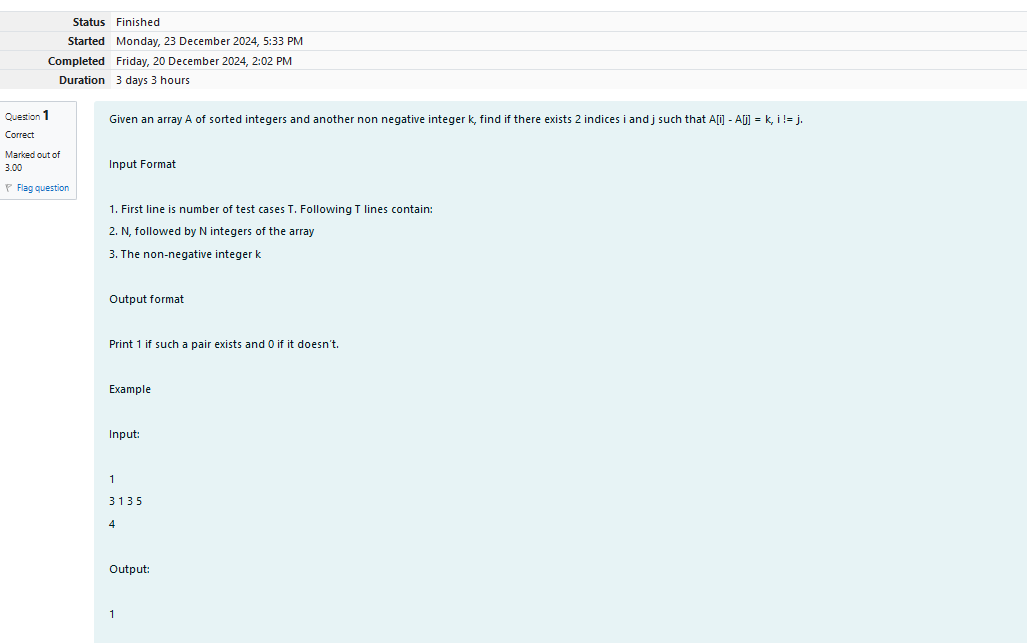 Status Finished
Started Monday, 23 December 2024, 5:33 PM
Completed Friday, 20 December 2024, 2:02 PM
Duration 3 days 3 hours
Question 1
Correct
Marked out of
3.00
Flag question
Given an array A of sorted integers and another non negative integer k, find if there exists 2 indices i and j such that A[i] - A[j] = k, i != j.
Input Format
1. First line is number of test cases T. Following T lines contain:
2. N, followed by N integers of the array
3. The non-negative integer k
Output format
Print 1 if such a pair exists and 0 if it doesn't.
Example
Input:
1
3 1 3 5
4
Output:
1